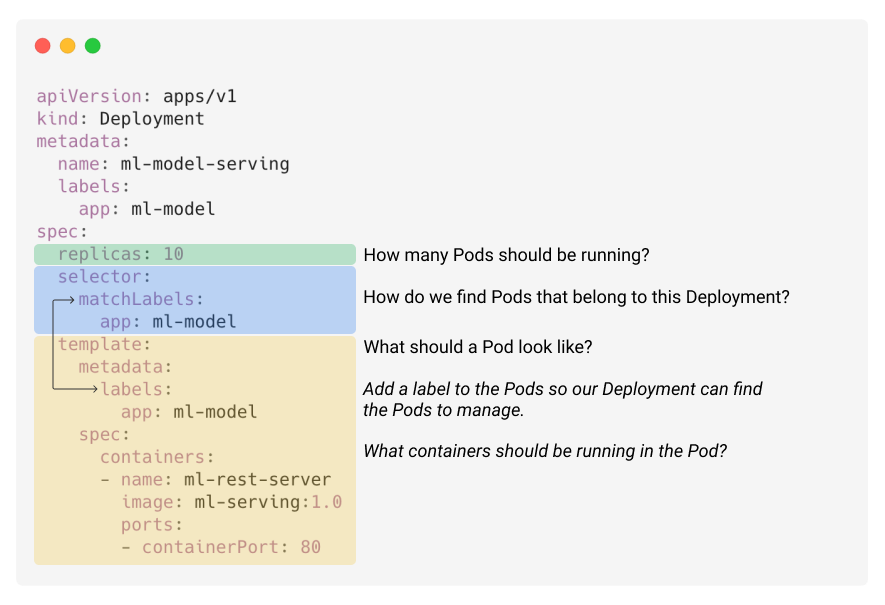 apiVersion: apps/v1
kind: Deployment
metadata:
  name: ml-model-serving
  labels:
    app: ml-model
spec:
  replicas: 10
How many Pods should be running?
  selector:
    matchLabels:
How do we find Pods that belong to this Deployment?
      app: ml-model
  template:
What should a Pod look like?
    metadata:
      labels:
Add a label to the Pods so our Deployment can find
the Pods to manage.
        app: ml-model
    spec:
What containers should be running in the Pod?
      containers:
      - name: ml-rest-server
        image: ml-serving:1.0
        ports:
        - containerPort: 80